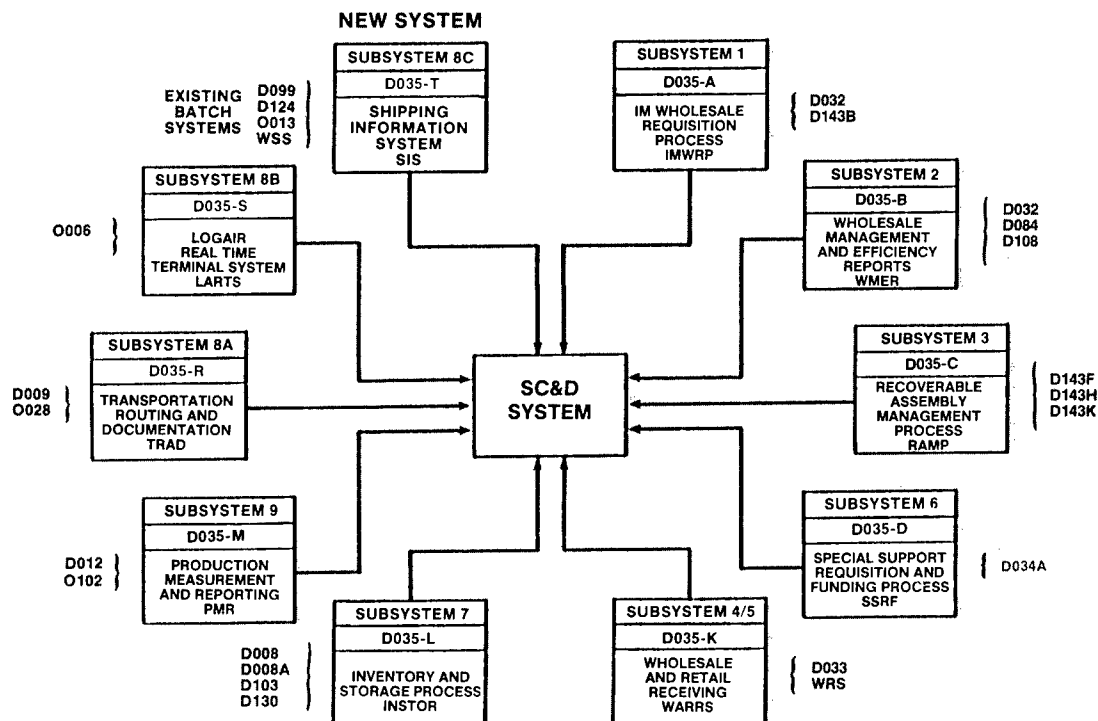 NEW SYSTEM
SUBSYSTEM 8C
D035-T
SHIPPING
INFORMATION
SYSTEM
SIS
EXISTING
BATCH
SYSTEMS
D099
D124
O013
WSS
SUBSYSTEM 1
D035-A
IM WHOLESALE
REQUISITION
PROCESS
IMWRP
D032
D143B
SUBSYSTEM 8B
D035-S
LOGAIR
REAL TIME
TERMINAL SYSTEM
LARTS
O006
SUBSYSTEM 2
D035-B
WHOLESALE
MANAGEMENT
AND EFFICIENCY
REPORTS
WMER
D032
D084
D108
SUBSYSTEM 8A
D035-R
TRANSPORTATION
ROUTING AND
DOCUMENTATION
TRAD
D009
O028
SC&D
SYSTEM
SUBSYSTEM 3
D035-C
RECOVERABLE
ASSEMBLY
MANAGEMENT
PROCESS
RAMP
D143F
D143H
D143K
SUBSYSTEM 9
D035-M
PRODUCTION
MEASUREMENT
AND REPORTING
PMR
D012
O102
SUBSYSTEM 6
D035-D
SPECIAL SUPPORT
REQUISITION AND
FUNDING PROCESS
SSRF
D034A
SUBSYSTEM 7
D035-L
INVENTORY AND
STORAGE PROCESS
INSTOR
D008
D008A
D103
D130
SUBSYSTEM 4/5
D035-K
WHOLESALE
AND RETAIL
RECEIVING
WARRS
D033
WRS